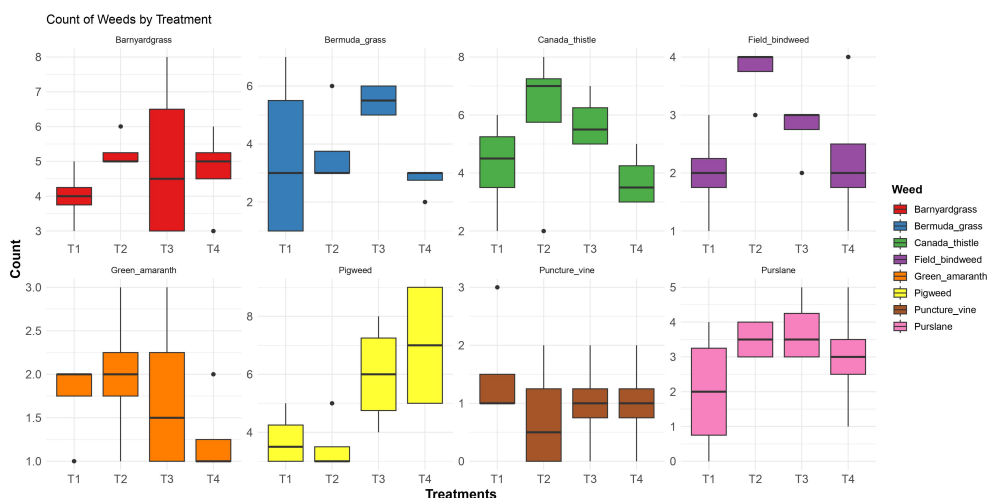 Count of Weeds by Treatment
Barnyardgrass Bermuda_grass Canada_thistle Field_bindweed
8
7
6
5
4
3
6
4
2
8
6
4
2
4
3
2
1
T1 T2 T3 T4 T1 T2 T3 T4 T1 T2 T3 T4 T1 T2 T3 T4
Count
Green_amaranth Pigweed Puncture_vine Purslane
3.0
2.5
2.0
1.5
1.0
8
6
4
3
2
1
0
5
4
3
2
1
0
T1 T2 T3 T4 T1 T2 T3 T4 T1 T2 T3 T4 T1 T2 T3 T4
Treatments
Weed
Barnyardgrass
Bermuda_grass
Canada_thistle
Field_bindweed
Green_amaranth
Pigweed
Puncture_vine
Purslane